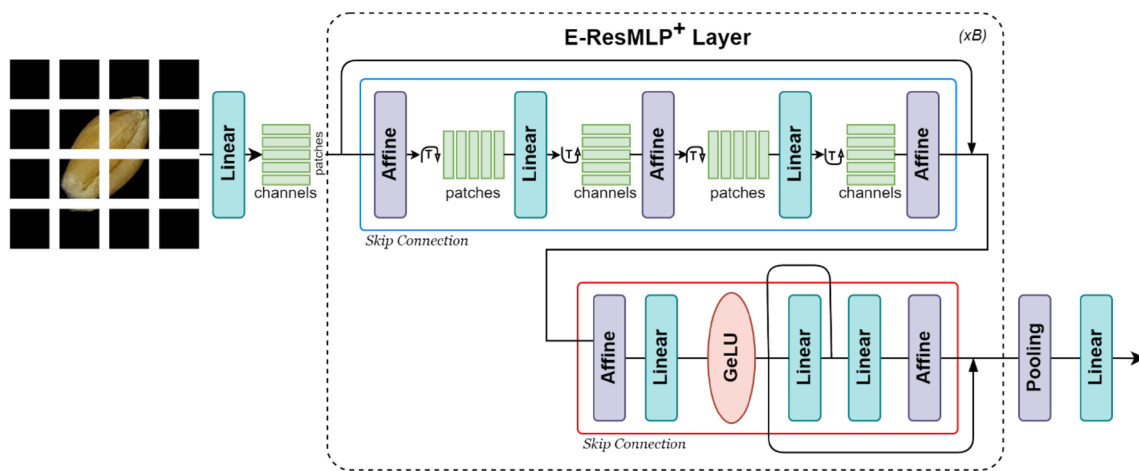 E-ResMLP+ Layer
(xB)
Linear
channels
patches
Affine
T
patches
Linear
T
channels
Affine
T
patches
Linear
T
channels
Affine
Skip Connection
Affine
Linear
GeLU
Linear
Linear
Affine
Skip Connection
Pooling
Linear